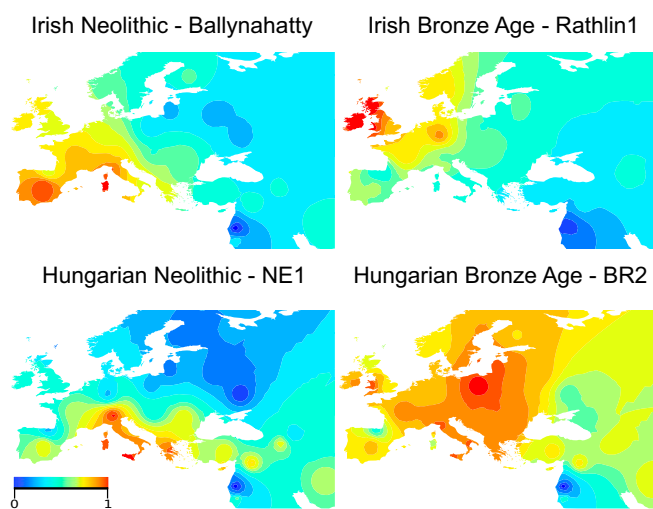 Irish Neolithic - Ballynahatty
Irish Bronze Age - Rathlin1
Hungarian Neolithic - NE1
Hungarian Bronze Age - BR2
0 1